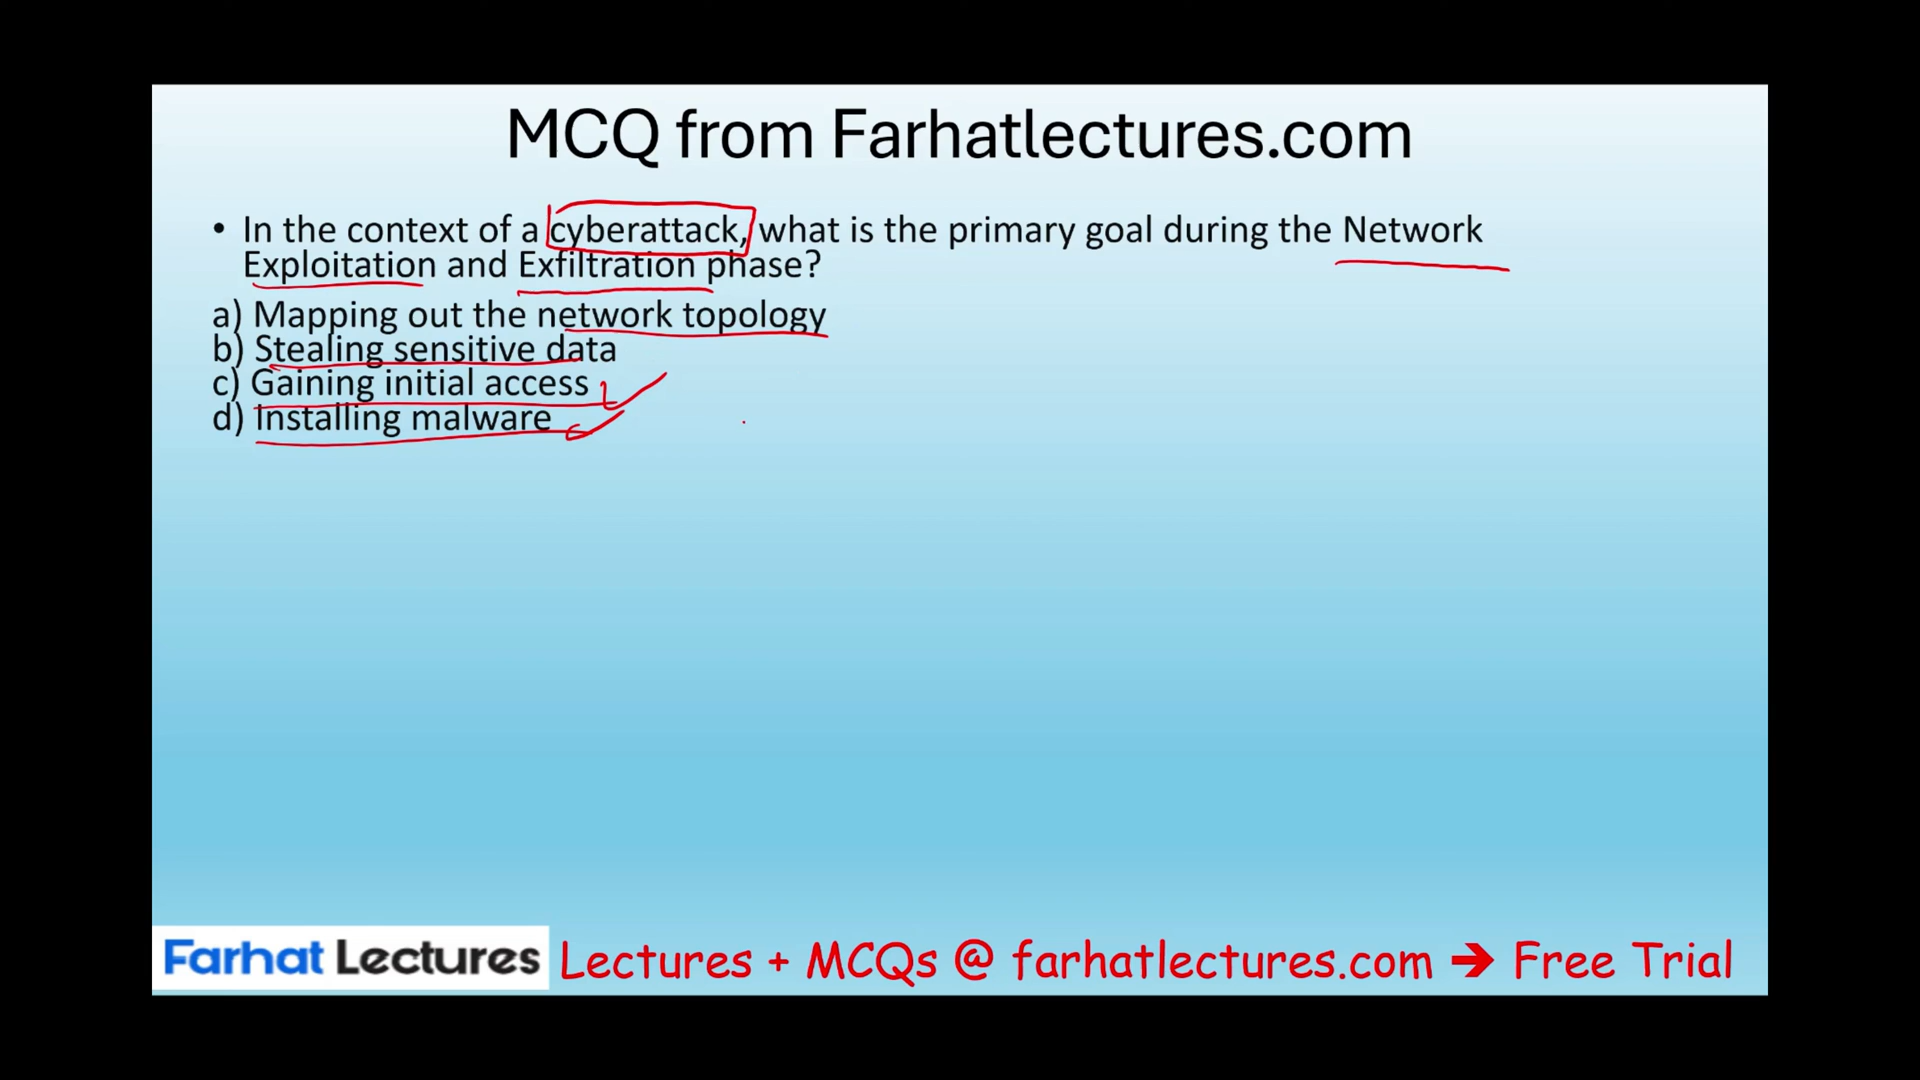 MCQ from Farhatlectures.com
• In the context of a cyberattack, what is the primary goal during the Network
Exploitation and Exfiltration phase?
a) Mapping out the network topology
b) Stealing sensitive data
c) Gaining initial access
d) Installing malware
Farhat Lectures Lectures + MCQs @ farhatlectures.com ➔ Free Trial